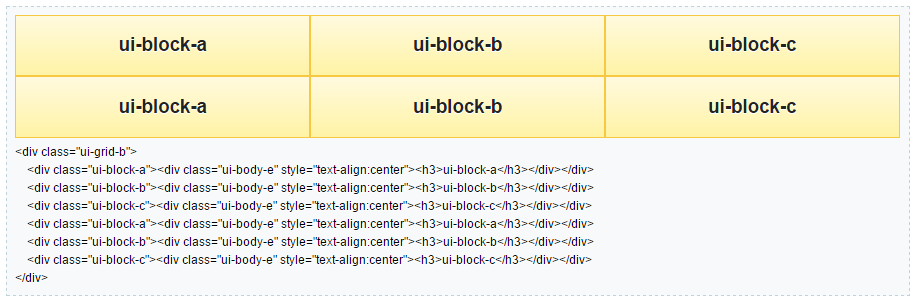 ui-block-a ui-block-b ui-block-c
ui-block-a ui-block-b ui-block-c
<div class="ui-grid-b">
<div class="ui-block-a"><div class="ui-body-e" style="text-align:center"><h3>ui-block-a</h3></div></div>
<div class="ui-block-b"><div class="ui-body-e" style="text-align:center"><h3>ui-block-b</h3></div></div>
<div class="ui-block-c"><div class="ui-body-e" style="text-align:center"><h3>ui-block-c</h3></div></div>
<div class="ui-block-a"><div class="ui-body-e" style="text-align:center"><h3>ui-block-a</h3></div></div>
<div class="ui-block-b"><div class="ui-body-e" style="text-align:center"><h3>ui-block-b</h3></div></div>
<div class="ui-block-c"><div class="ui-body-e" style="text-align:center"><h3>ui-block-c</h3></div></div>
</div>